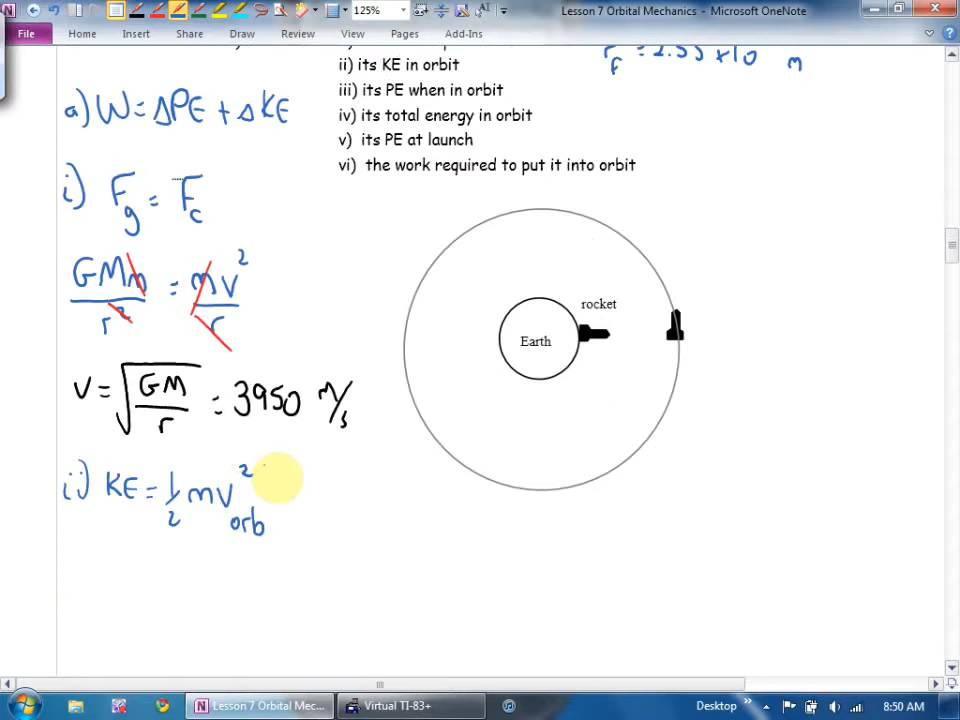 125%
Lesson 7 Orbital Mechanics - Microsoft OneNote
File Home Insert Share Draw Review Pages Add-Ins
ii) its KE in orbit
iii) its PE when in orbit
iv) its total energy in orbit
v) its PE at launch
vi) the work required to put it into orbit
a) W = ΔPE + ΔKE
i) Fg = Fc
GMm/r² = mv²/r
v = √(GM/r) = 3950 m/s
ii) KE = 1/2 mv²orb
rocket
Earth
Lesson 7 Orbital Mec...
Virtual TI-83+
Desktop
8:50 AM